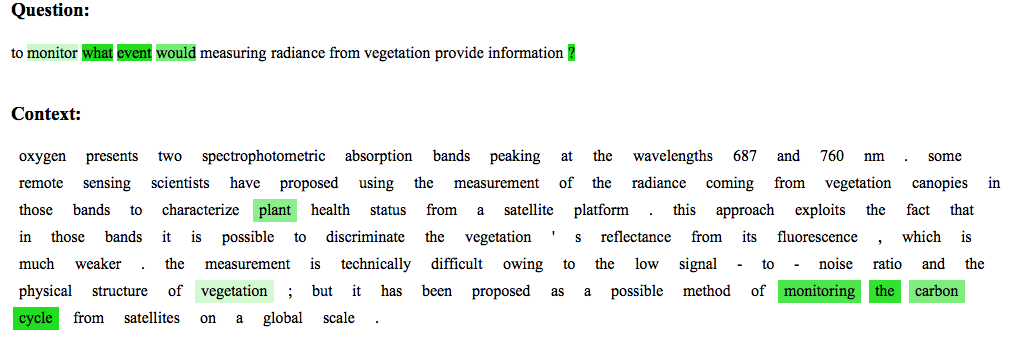 Question:
to monitor what event would measuring radiance from vegetation provide information ?
Context:
oxygen presents two spectrophotometric absorption bands peaking at the wavelengths 687 and 760 nm . some
remote sensing scientists have proposed using the measurement of the radiance coming from vegetation canopies in
those bands to characterize plant health status from a satellite platform . this approach exploits the fact that
in those bands it is possible to discriminate the vegetation ' s reflectance from its fluorescence , which is
much weaker . the measurement is technically difficult owing to the low signal - to - noise ratio and the
physical structure of vegetation ; but it has been proposed as a possible method of monitoring the carbon
cycle from satellites on a global scale .